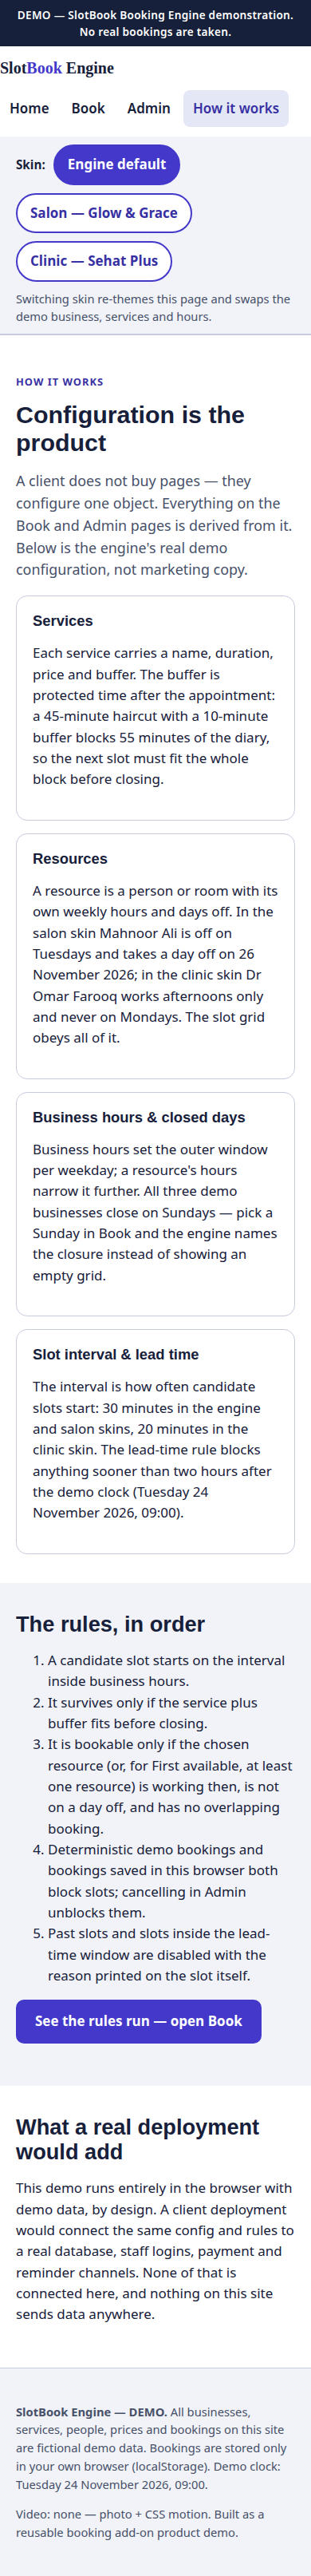 DEMO — SlotBook Booking Engine demonstration.
No real bookings are taken.
SlotBook Engine
Home Book Admin How it works
Skin: Engine default
Salon — Glow & Grace
Clinic — Sehat Plus
Switching skin re-themes this page and swaps the
demo business, services and hours.
HOW IT WORKS
Configuration is the
product
A client does not buy pages — they
configure one object. Everything on the
Book and Admin pages is derived from it.
Below is the engine's real demo
configuration, not marketing copy.
Services
Each service carries a name, duration,
price and buffer. The buffer is
protected time after the appointment:
a 45-minute haircut with a 10-minute
buffer blocks 55 minutes of the diary,
so the next slot must fit the whole
block before closing.
Resources
A resource is a person or room with its
own weekly hours and days off. In the
salon skin Mahnoor Ali is off on
Tuesdays and takes a day off on 26
November 2026; in the clinic skin Dr
Omar Farooq works afternoons only
and never on Mondays. The slot grid
obeys all of it.
Business hours & closed days
Business hours set the outer window
per weekday; a resource's hours
narrow it further. All three demo
businesses close on Sundays — pick a
Sunday in Book and the engine names
the closure instead of showing an
empty grid.
Slot interval & lead time
The interval is how often candidate
slots start: 30 minutes in the engine
and salon skins, 20 minutes in the
clinic skin. The lead-time rule blocks
anything sooner than two hours after
the demo clock (Tuesday 24
November 2026, 09:00).
The rules, in order
1. A candidate slot starts on the interval
inside business hours.
2. It survives only if the service plus
buffer fits before closing.
3. It is bookable only if the chosen
resource (or, for First available, at least
one resource) is working then, is not
on a day off, and has no overlapping
booking.
4. Deterministic demo bookings and
bookings saved in this browser both
block slots; cancelling in Admin
unblocks them.
5. Past slots and slots inside the lead-
time window are disabled with the
reason printed on the slot itself.
See the rules run — open Book
What a real deployment
would add
This demo runs entirely in the browser with
demo data, by design. A client deployment
would connect the same config and rules to
a real database, staff logins, payment and
reminder channels. None of that is
connected here, and nothing on this site
sends data anywhere.
SlotBook Engine — DEMO. All businesses,
services, people, prices and bookings on this site
are fictional demo data. Bookings are stored only
in your own browser (localStorage). Demo clock:
Tuesday 24 November 2026, 09:00.
Video: none — photo + CSS motion. Built as a
reusable booking add-on product demo.